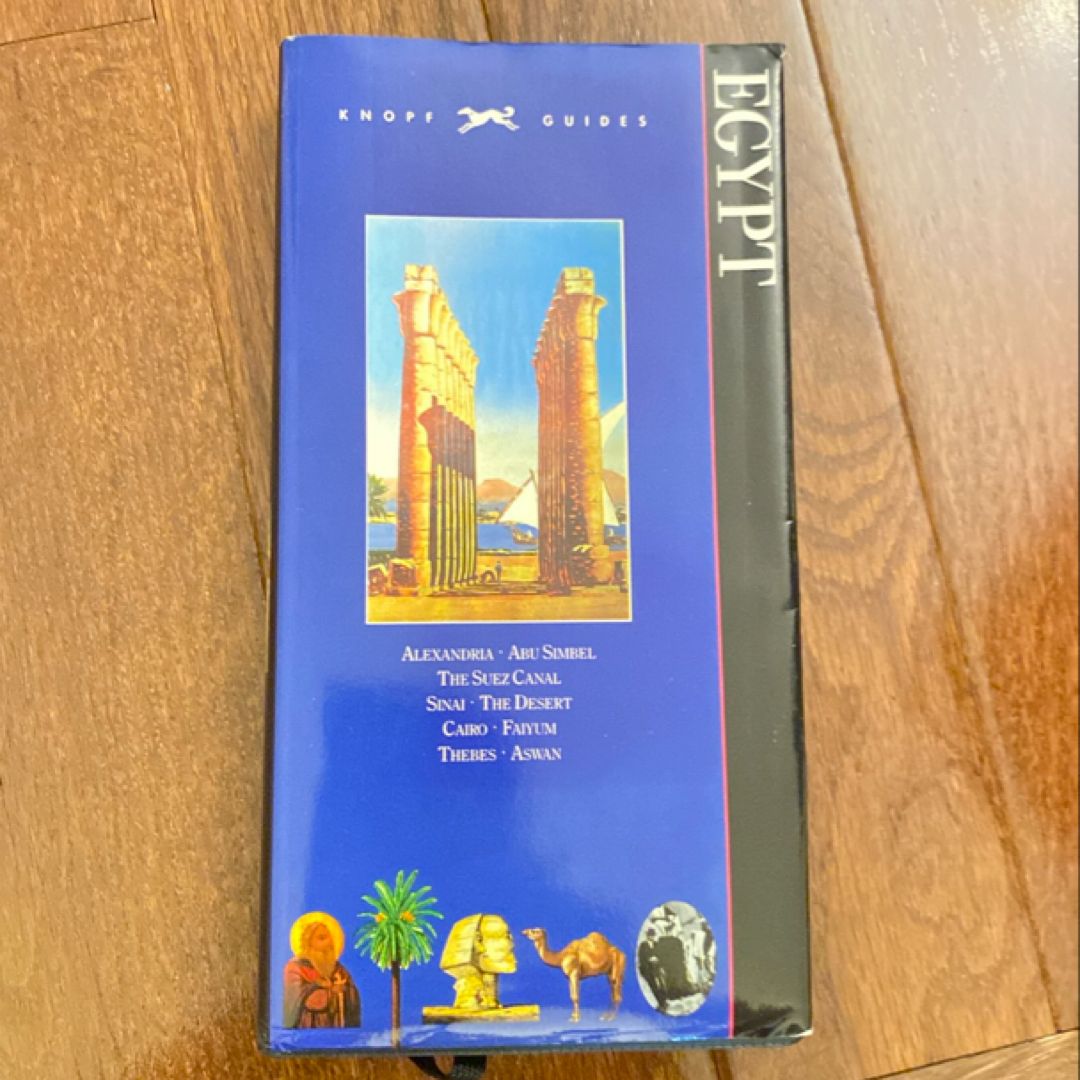 KNOPF GUIDES
EGYPT
ALEXANDRIA · ABU SIMBEL
THE SUEZ CANAL
SINAI · THE DESERT
CAIRO · FAIYUM
THEBES · ASWAN